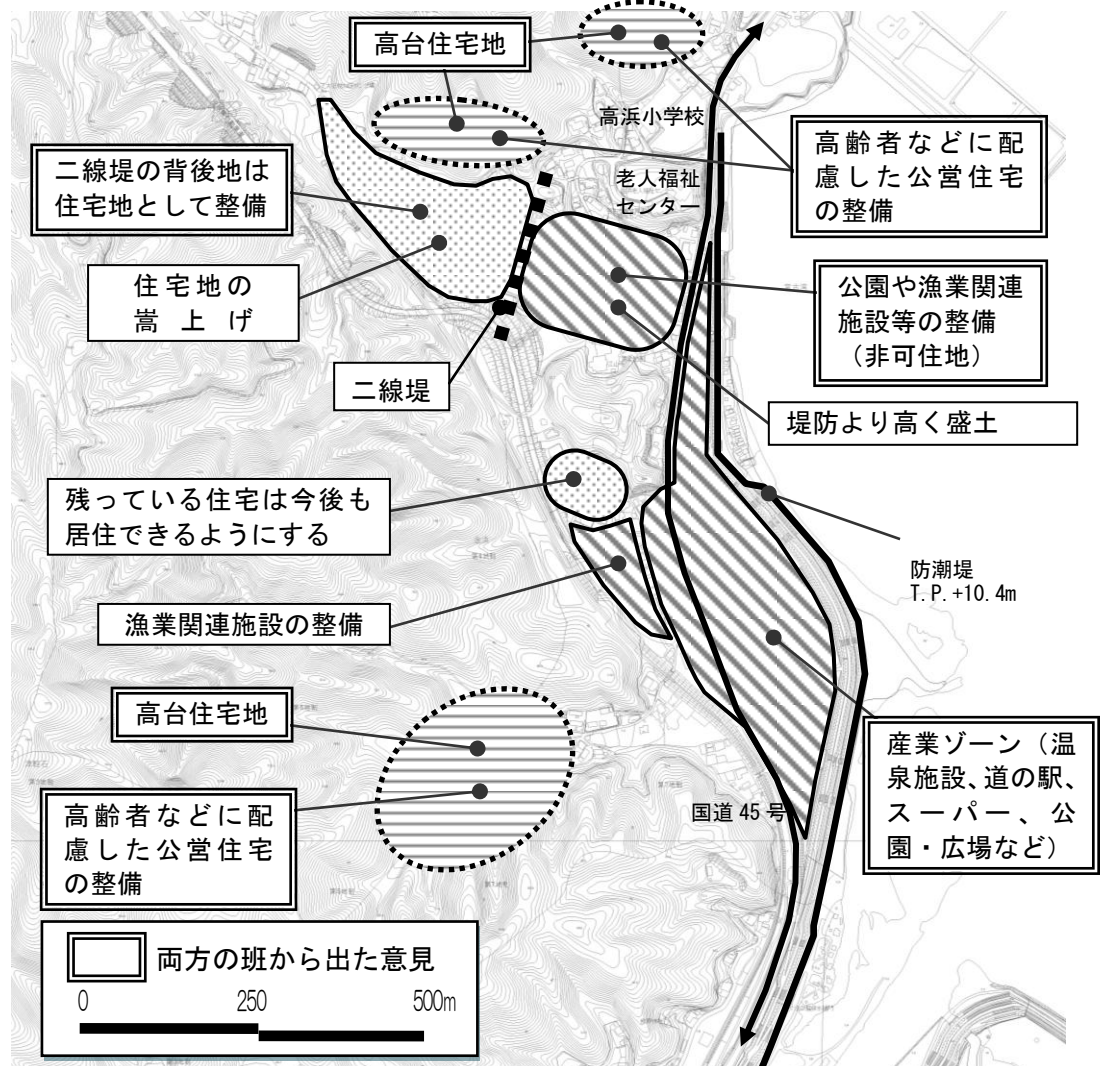 高台住宅地
高浜小学校
高齢者などに配
慮した公営住宅
の整備
二線堤の背後地は
住宅地として整備
老人福祉
センター
住宅地の
嵩上げ
公園や漁業関連
施設等の整備
（非可住地）
二線堤
堤防より高く盛土
残っている住宅は今後も
居住できるようにする
防潮堤
T.P.+10.4m
漁業関連施設の整備
高台住宅地
産業ゾーン（温
泉施設、道の駅、
スーパー、公
園・広場など）
国道45号
高齢者などに配
慮した公営住宅
の整備
両方の班から出た意見
0 250 500m